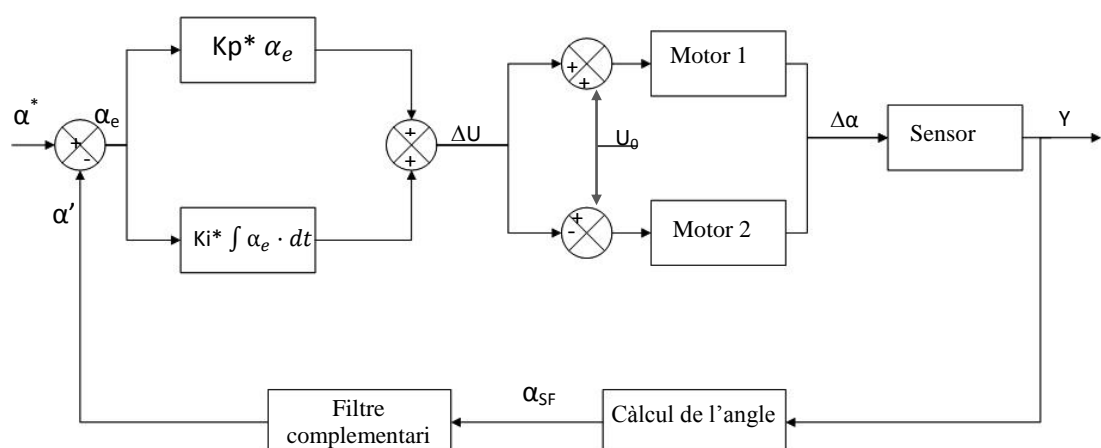 Kp* αₑ
Motor 1
α*
αₑ
+
-
+
+
ΔU
+
+
U₀
Δα
Sensor
Y
α'
Ki* ∫ αₑ · dt
+
-
Motor 2
α_SF
Filtre
complementari
Càlcul de l'angle